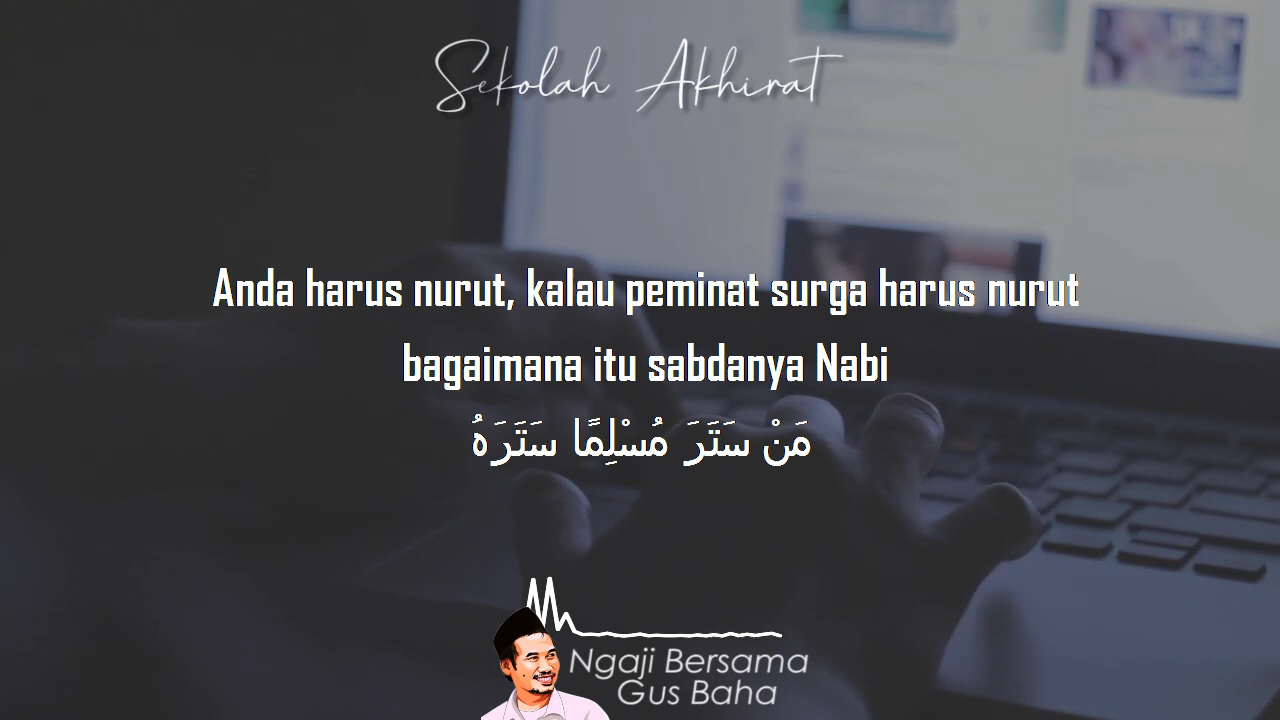 Sekolah Akhirat
Anda harus nurut, kalau peminat surga harus nurut
bagaimana itu sabdanya Nabi
مَنْ سَتَرَ مُسْلِمًا سَتَرَهُ
Ngaji Bersama
Gus Baha